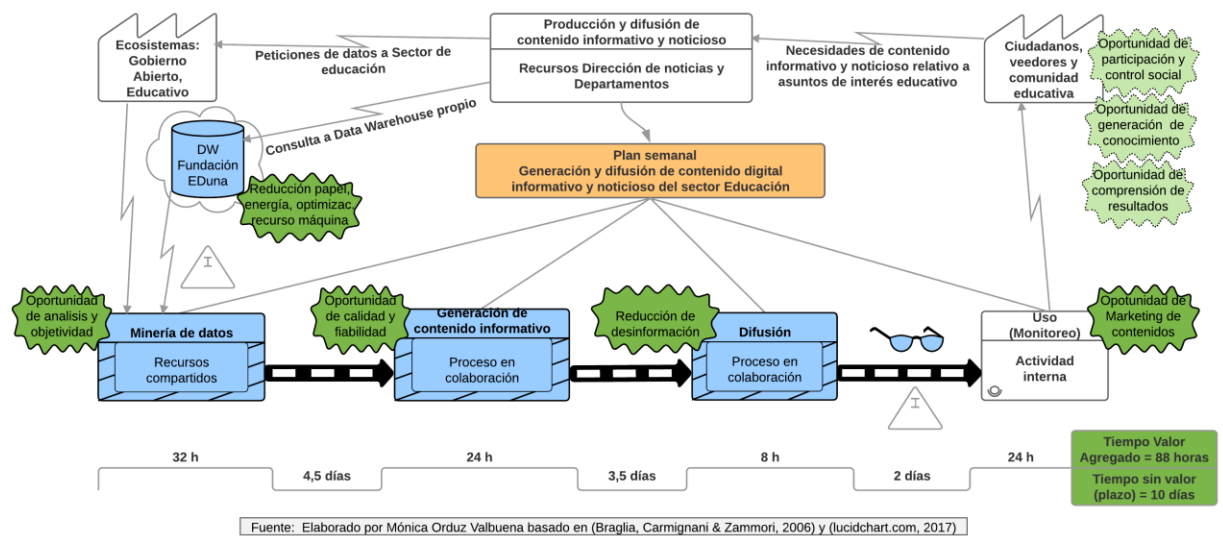 Ecosistemas:
Gobierno
Abierto,
Educativo
Peticiones de datos a Sector de
educación
Producción y difusión de
contenido informativo y noticioso
Recursos Dirección de noticias y
Departamentos
Necesidades de contenido
informativo y noticioso relativo a
asuntos de interés educativo
Ciudadanos,
veedores y
comunidad
educativa
Oportunidad de
participación y
control social
Oportunidad de
generación de
conocimiento
Oportunidad de
comprensión de
resultados
Consulta a Data Warehouse propio
DW
Fundación
EDuna
Reducción papel,
energía, optimizac.
recurso máquina
Plan semanal
Generación y difusión de contenido digital
informativo y noticioso del sector Educación
I
Oportunidad
de analisis y
objetividad
Minería de datos
Recursos
compartidos
Oportunidad
de calidad y
fiabilidad
Generación de
contenido informativo
Proceso en
colaboración
Reducción de
desinformación
Difusión
Proceso en
colaboración
I
Uso
(Monitoreo)
Actividad
interna
Opotunidad de
Marketing de
contenidos
32 h
4,5 días
24 h
3,5 días
8 h
2 días
24 h
Tiempo Valor
Agregado = 88 horas
Tiempo sin valor
(plazo) = 10 días
Fuente: Elaborado por Mónica Orduz Valbuena basado en (Braglia, Carmignani & Zammori, 2006) y (lucidchart.com, 2017)